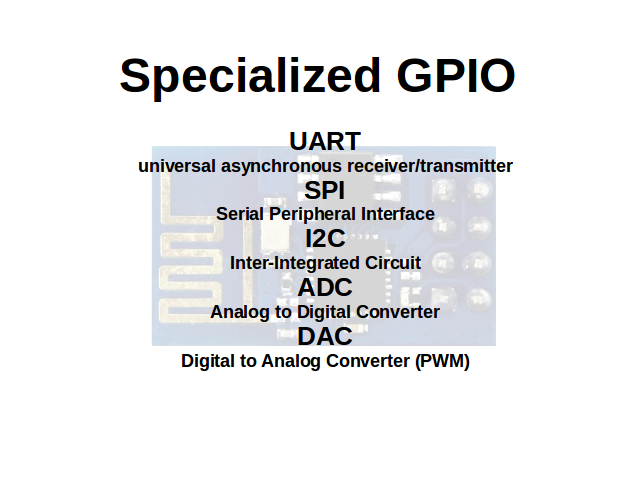 Specialized GPIO
UART
universal asynchronous receiver/transmitter
SPI
Serial Peripheral Interface
I2C
Inter-Integrated Circuit
ADC
Analog to Digital Converter
DAC
Digital to Analog Converter (PWM)